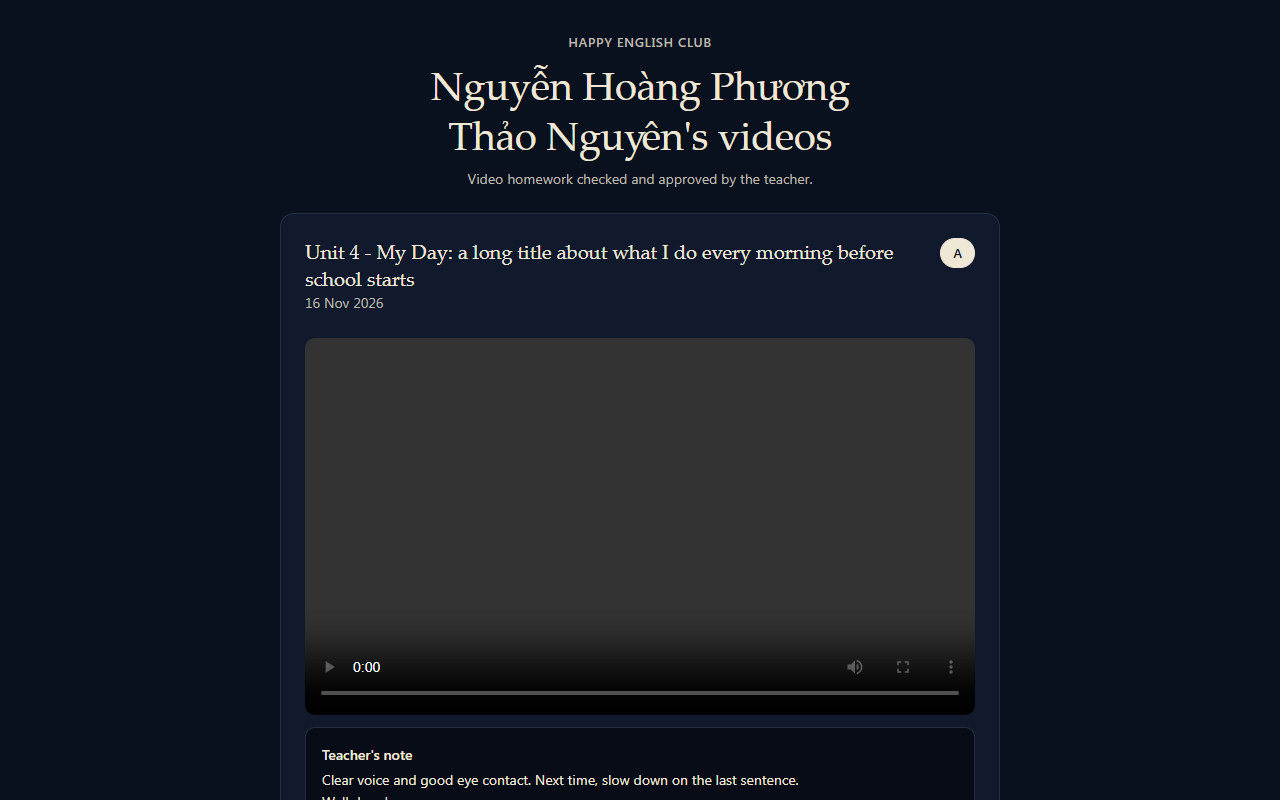 HAPPY ENGLISH CLUB
Nguyễn Hoàng Phương
Thảo Nguyên's videos
Video homework checked and approved by the teacher.
Unit 4 - My Day: a long title about what I do every morning before
school starts
A
16 Nov 2026
0:00
Teacher's note
Clear voice and good eye contact. Next time, slow down on the last sentence.